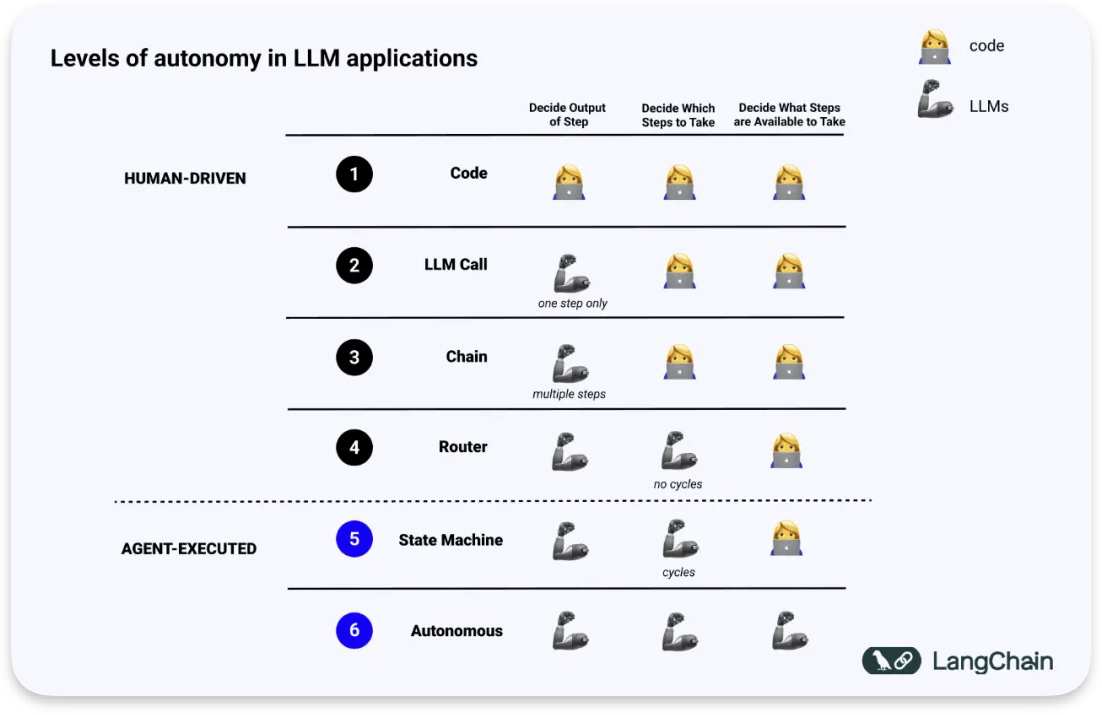 Levels of autonomy in LLM applications
code
LLMs
Decide Output
of Step
Decide Which
Steps to Take
Decide What Steps
are Available to Take
HUMAN-DRIVEN
1
Code
2
LLM Call
one step only
3
Chain
multiple steps
4
Router
no cycles
AGENT-EXECUTED
5
State Machine
cycles
6
Autonomous
LangChain